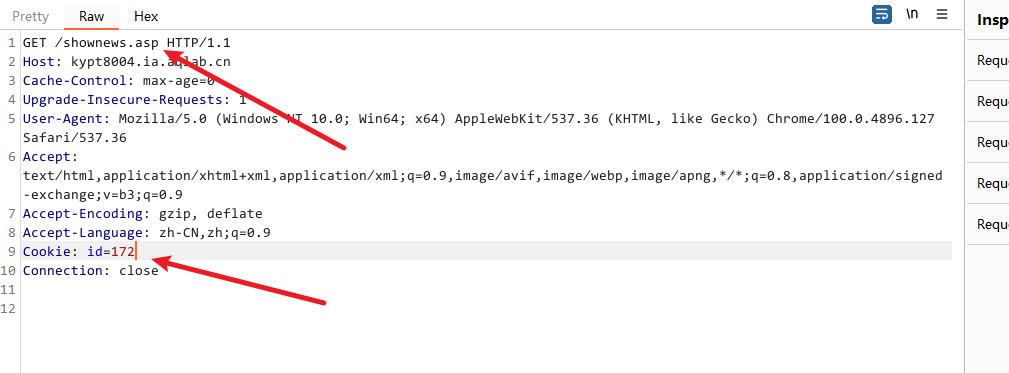 Pretty Raw Hex \n Insp
1 GET /shownews.asp HTTP/1.1
2 Host: kypt8004.ia.aqlab.cn Requ
3 Cache-Control: max-age=0
4 Upgrade-Insecure-Requests: 1 Requ
5 User-Agent: Mozilla/5.0 (Windows NT 10.0; Win64; x64) AppleWebKit/537.36 (KHTML, like Gecko) Chrome/100.0.4896.127
Safari/537.36 Requ
6 Accept:
text/html,application/xhtml+xml,application/xml;q=0.9,image/avif,image/webp,image/apng,*/*;q=0.8,application/signed Requ
-exchange;v=b3;q=0.9
7 Accept-Encoding: gzip, deflate
8 Accept-Language: zh-CN,zh;q=0.9 Requ
9 Cookie: id=172
10 Connection: close
11
12